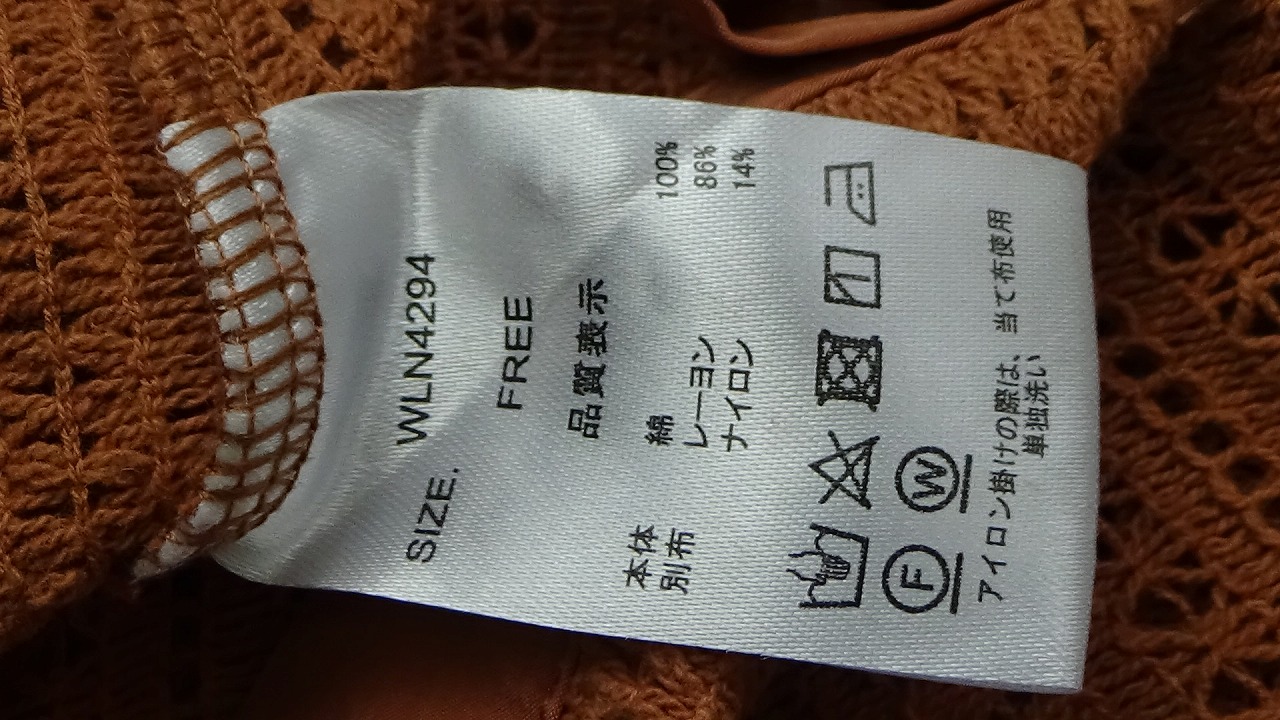 WLN4294
SIZE. FREE
品質表示
本体 綿 100%
別布 レーヨン 86%
ナイロン 14%
F W
アイロン掛けの際は、当て布使用
単独洗い